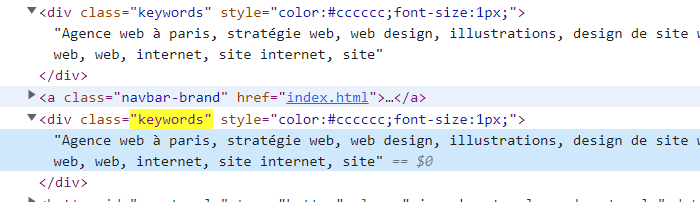 <div class="keywords" style="color:#cccccc;font-size:1px;">
"Agence web à paris, stratégie web, web design, illustrations, design de site
web, web, internet, site internet, site"
</div>
<a class="navbar-brand" href="index.html">…</a>
<div class="keywords" style="color:#cccccc;font-size:1px;">
"Agence web à paris, stratégie web, web design, illustrations, design de site
web, web, internet, site internet, site" == $0
</div>